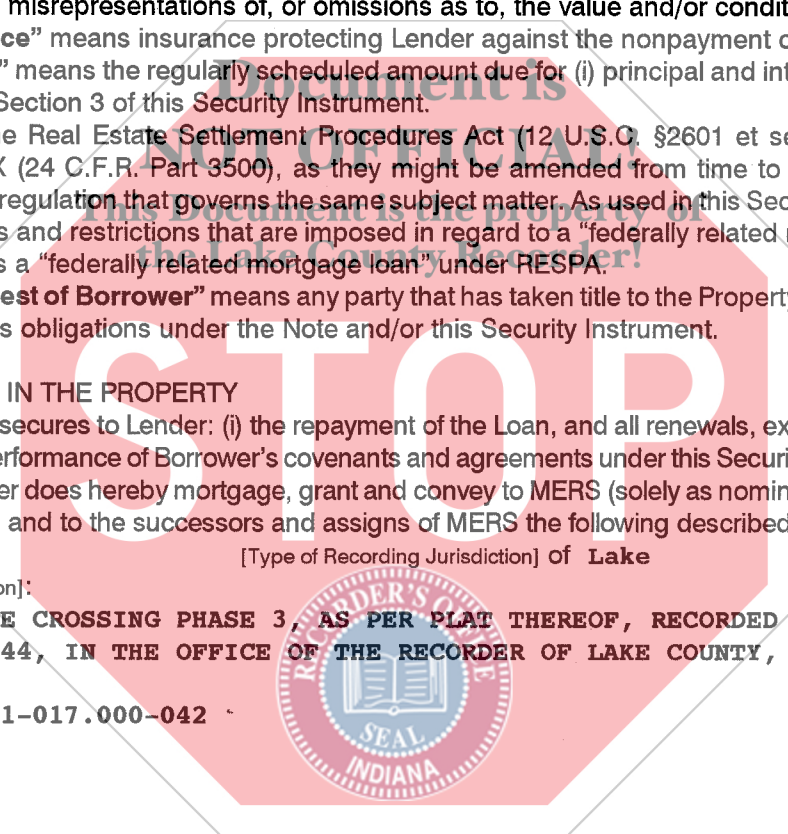 misrepresentations of, or omissions as to, the value and/or condit
ce” means insurance protecting Lender against the nonpayment o
” means the regularly scheduled amount due for (i) principal and int
Section 3 of this Security Instrument.
e Real Estate Settlement Procedures Act (12 U.S.C. §2601 et se
X (24 C.F.R. Part 3500), as they might be amended from time to
regulation that governs the same subject matter. As used in this Sec
s and restrictions that are imposed in regard to a “federally related
s a “federally related mortgage loan” under RESPA.
est of Borrower” means any party that has taken title to the Property
s obligations under the Note and/or this Security Instrument.
IN THE PROPERTY
secures to Lender: (i) the repayment of the Loan, and all renewals, ex
erformance of Borrower’s covenants and agreements under this Securi
er does hereby mortgage, grant and convey to MERS (solely as nomin
and to the successors and assigns of MERS the following described
[Type of Recording Jurisdiction] of Lake
on]:
E CROSSING PHASE 3, AS PER PLAT THEREOF, RECORDED
44, IN THE OFFICE OF THE RECORDER OF LAKE COUNTY,
1-017.000-042
Document is
NOT OFFICIAL!
This Document is the property of
the Lake County Recorder!
STOP
RECORDER'S OFFICE
SEAL
INDIANA